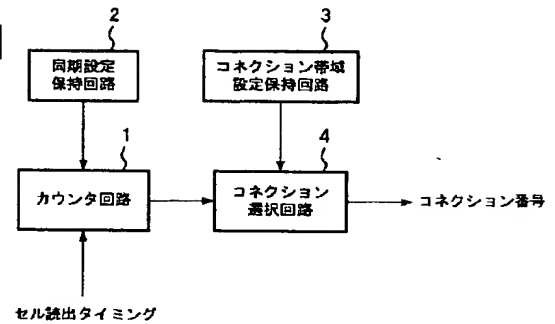 2
同期設定
保持回路
3
コネクション帯域
設定保持回路
1
カウンタ回路
4
コネクション
選択回路
コネクション番号
セル読出タイミング